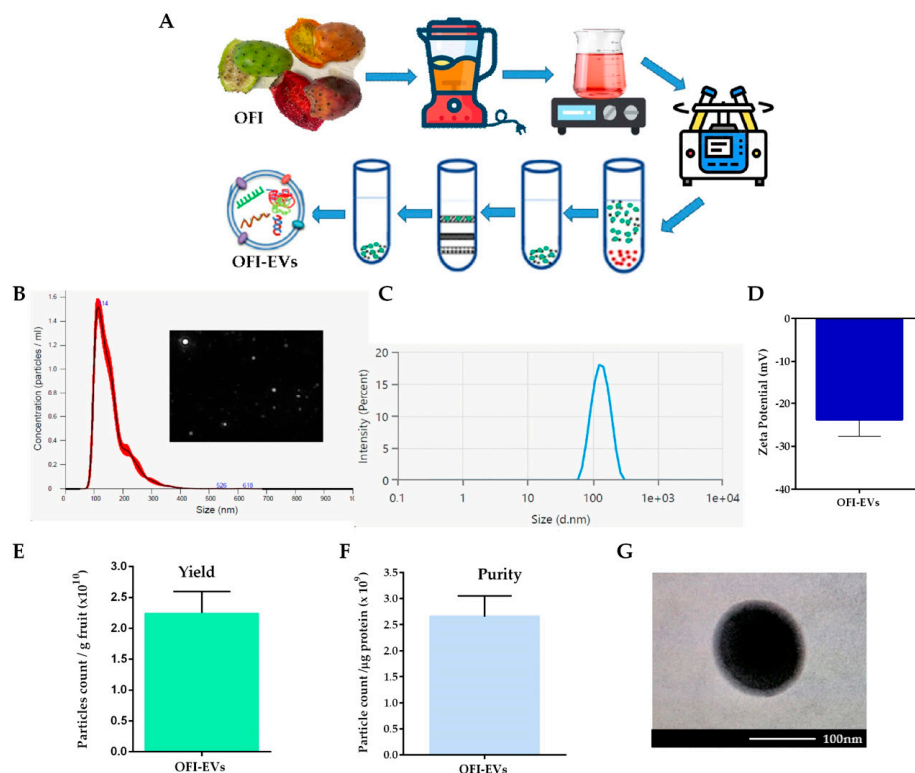 A
OFI
OFI-EVs
B
Concentration (particles / ml)
1.6
1.4
1.2
1.0
0.8
0.6
0.4
0.2
0
14
526
618
0
100
200
300
400
500
600
700
800
900
Size (nm)
C
Intensity (Percent)
20
15
10
5
0
0.1
1
10
100
1e+03
1e+04
Size (d.nm)
D
Zeta Potential (mV)
0
-10
-20
-30
-40
OFI-EVs
E
Yield
Particles count / g fruit (x10¹⁰)
3.0
2.5
2.0
1.5
1.0
0.5
0.0
OFI-EVs
F
Purity
Particle count /μg protein (x 10⁹)
3.5
3.0
2.5
2.0
1.5
1.0
0.5
0.0
OFI-EVs
G
100nm